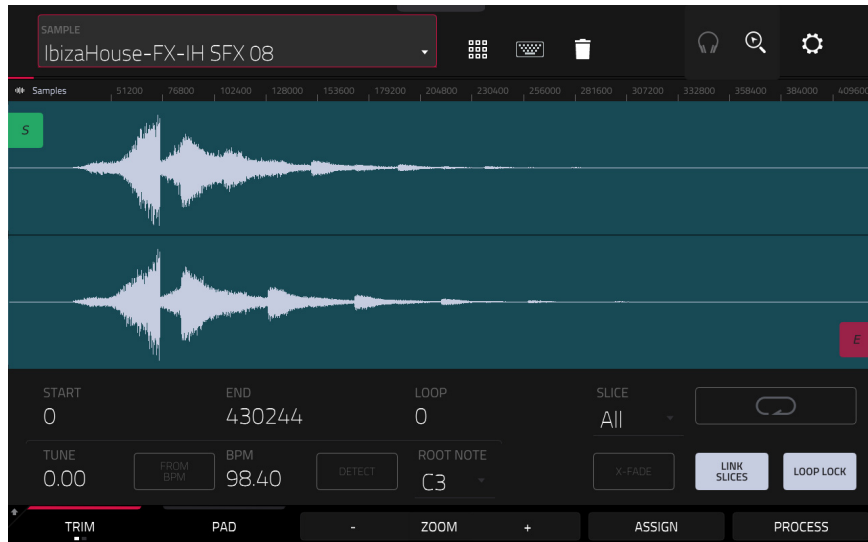 SAMPLE
IbizaHouse-FX-IH SFX 08
Samples 51200 76800 102400 128000 153600 179200 204800 230400 256000 281600 307200 332800 358400 384000 409600
S
E
START END LOOP SLICE
0 430244 0 All
TUNE BPM ROOT NOTE
0.00 FROM BPM 98.40 DETECT C3 X-FADE LINK SLICES LOOP LOCK
TRIM PAD - ZOOM + ASSIGN PROCESS